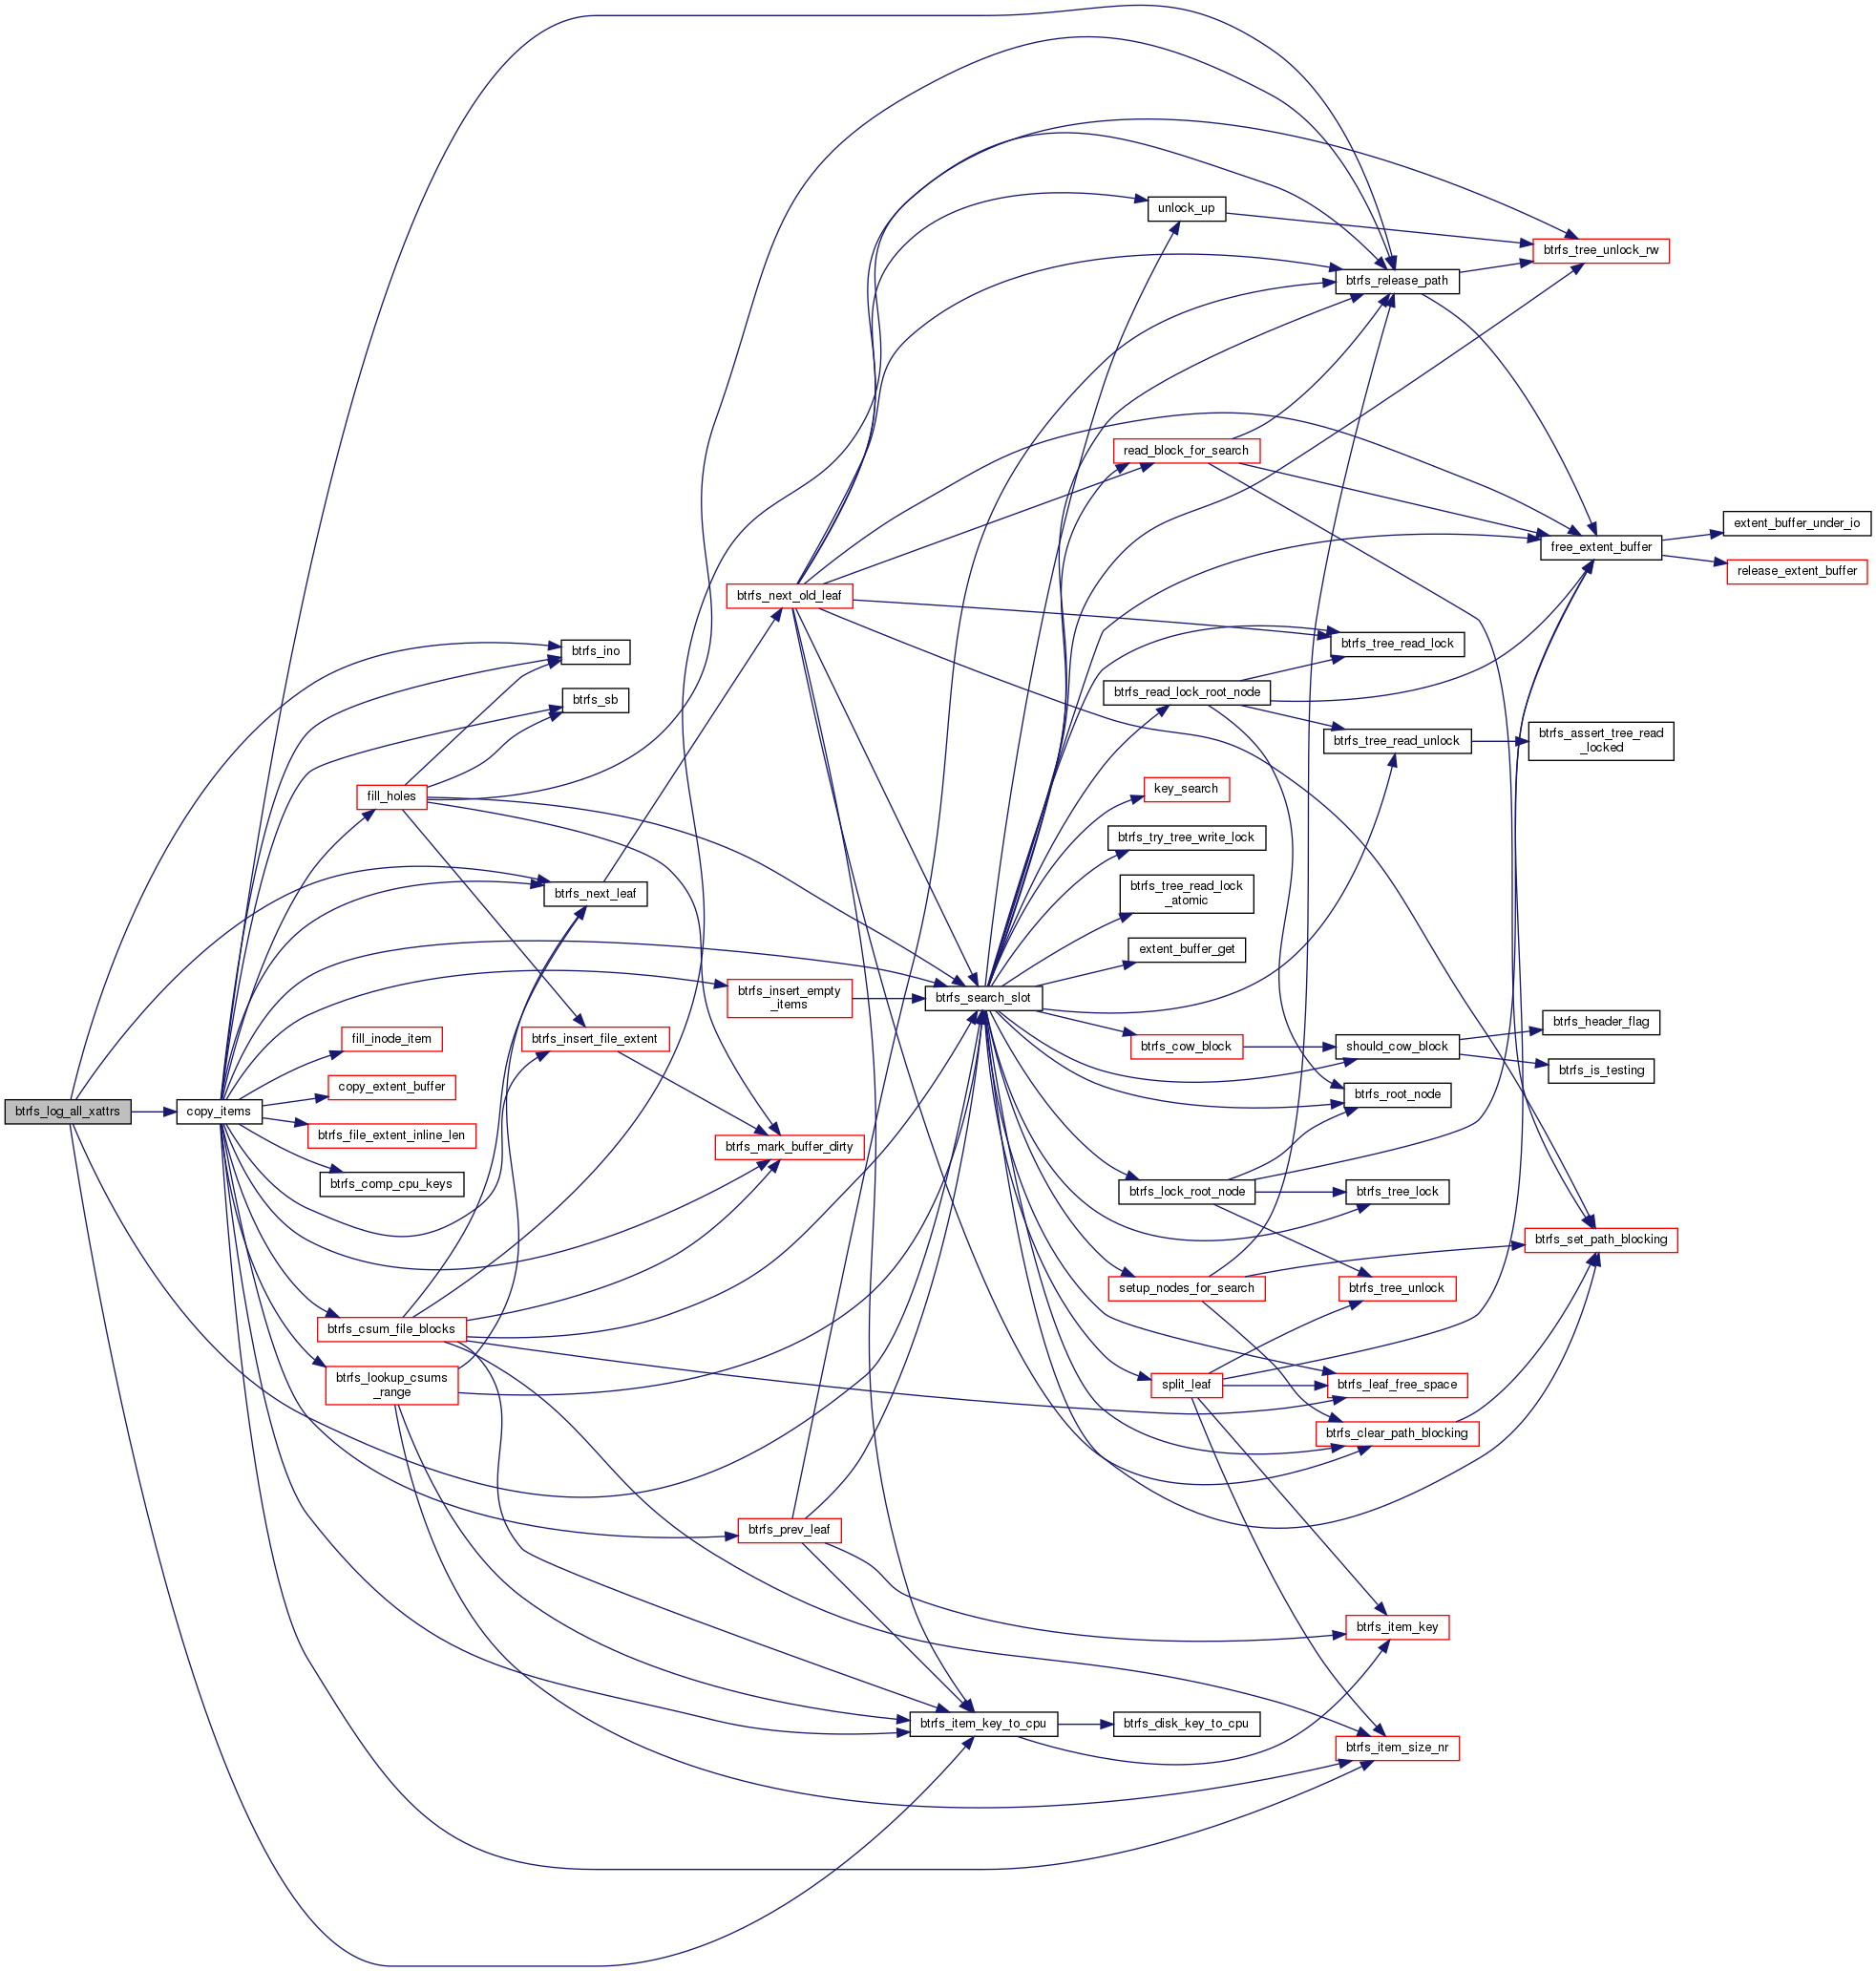 btrfs_log_all_xattrs
copy_items
fill_holes
fill_inode_item
copy_extent_buffer
btrfs_file_extent_inline_len
btrfs_comp_cpu_keys
btrfs_csum_file_blocks
btrfs_lookup_csums
_range
btrfs_ino
btrfs_sb
btrfs_next_leaf
btrfs_insert_file_extent
btrfs_next_old_leaf
btrfs_insert_empty
_items
btrfs_mark_buffer_dirty
btrfs_prev_leaf
btrfs_search_slot
btrfs_item_key_to_cpu
unlock_up
read_block_for_search
btrfs_read_lock_root_node
key_search
btrfs_try_tree_write_lock
btrfs_tree_read_lock
_atomic
extent_buffer_get
btrfs_cow_block
btrfs_lock_root_node
setup_nodes_for_search
split_leaf
btrfs_disk_key_to_cpu
btrfs_release_path
btrfs_tree_read_lock
btrfs_tree_read_unlock
should_cow_block
btrfs_root_node
btrfs_tree_lock
btrfs_tree_unlock
btrfs_leaf_free_space
btrfs_clear_path_blocking
btrfs_item_key
btrfs_item_size_nr
btrfs_tree_unlock_rw
free_extent_buffer
btrfs_assert_tree_read
_locked
btrfs_header_flag
btrfs_is_testing
btrfs_set_path_blocking
extent_buffer_under_io
release_extent_buffer